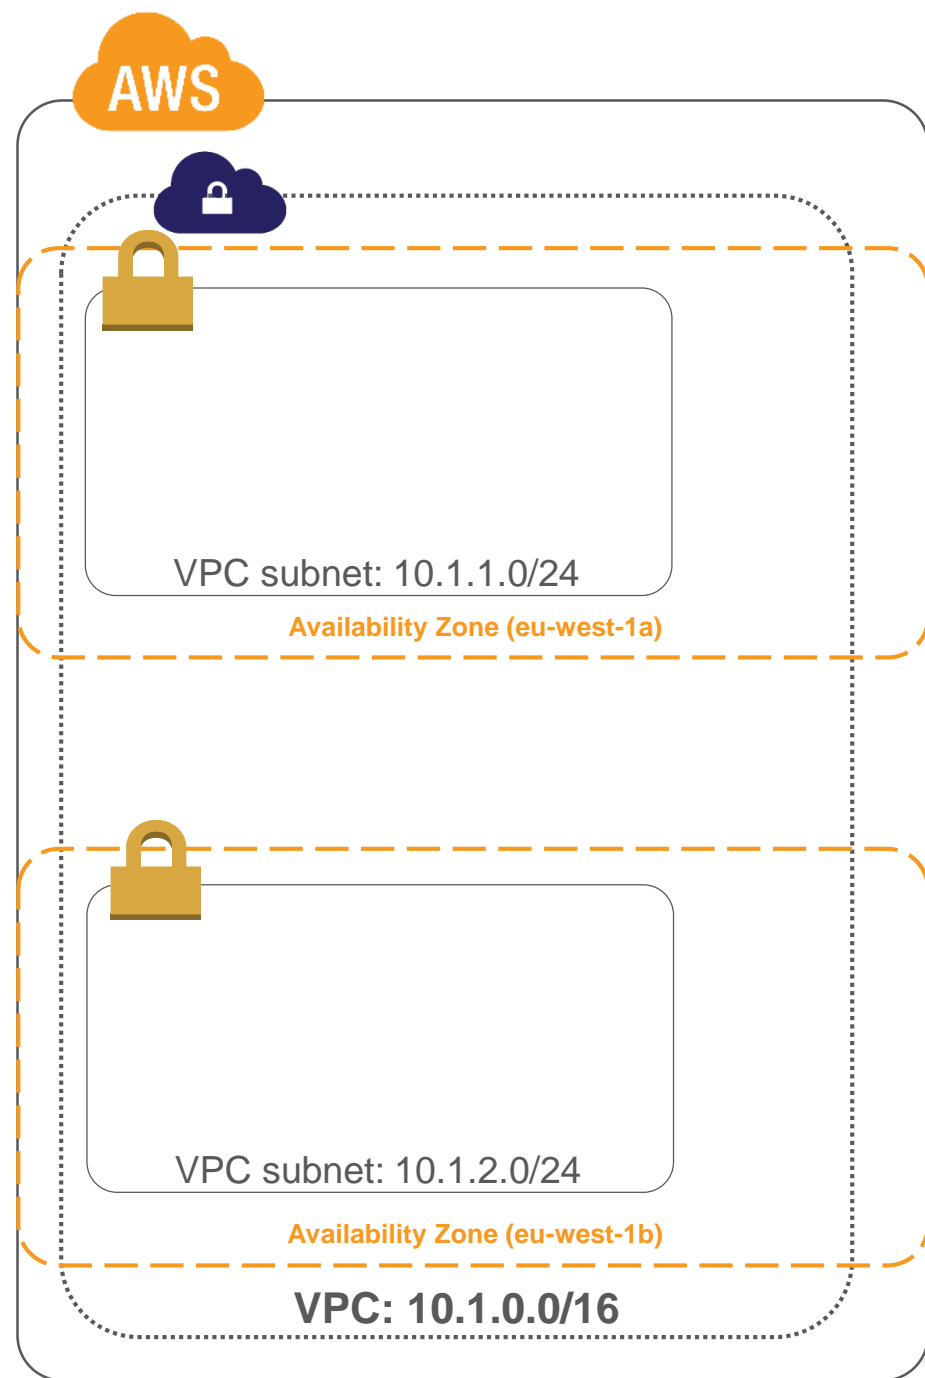 AWS
VPC subnet: 10.1.1.0/24
Availability Zone (eu-west-1a)
VPC subnet: 10.1.2.0/24
Availability Zone (eu-west-1b)
VPC: 10.1.0.0/16